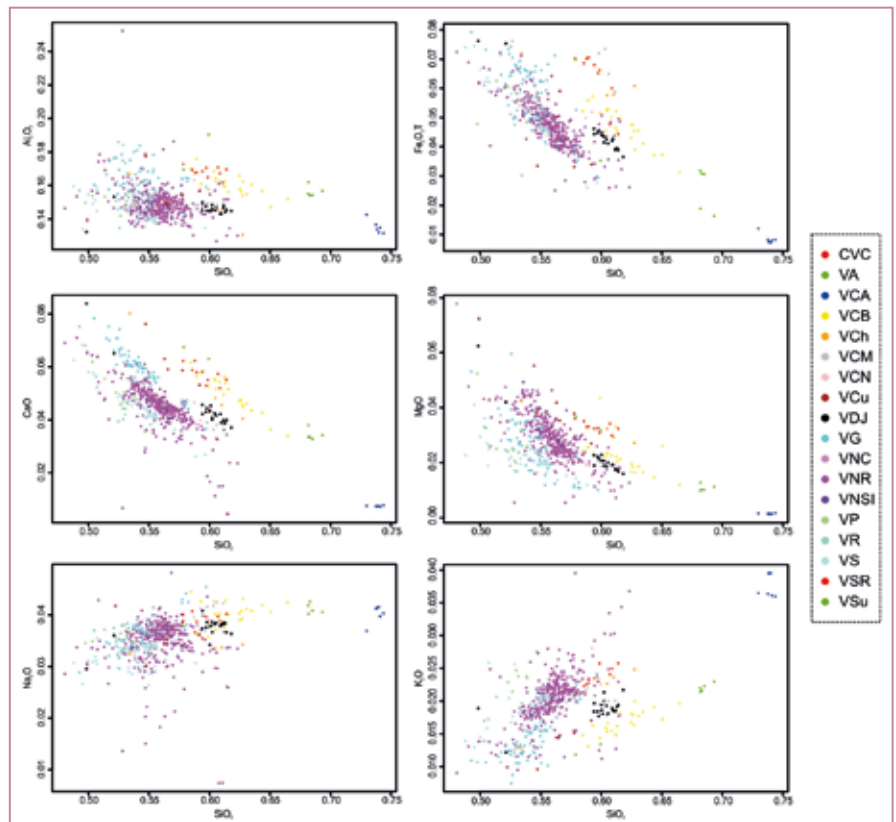 0.24
0.22
0.20
0.18
0.16
0.14
Al₂O₃
0.50 0.55 0.60 0.65 0.70 0.75
SiO₂
0.08
0.07
0.06
0.05
0.04
0.03
0.02
0.01
Fe₂O₃T
0.50 0.55 0.60 0.65 0.70 0.75
SiO₂
0.08
0.06
0.04
0.02
CaO
0.50 0.55 0.60 0.65 0.70 0.75
SiO₂
0.08
0.06
0.04
0.02
0.00
MgO
0.50 0.55 0.60 0.65 0.70 0.75
SiO₂
0.04
0.03
0.02
0.01
Na₂O
0.50 0.55 0.60 0.65 0.70 0.75
SiO₂
0.040
0.035
0.030
0.025
0.020
0.015
0.010
K₂O
0.50 0.55 0.60 0.65 0.70 0.75
SiO₂
CVC
VA
VCA
VCB
VCh
VCM
VCN
VCu
VDJ
VG
VNC
VNR
VNSI
VP
VR
VS
VSR
VSu